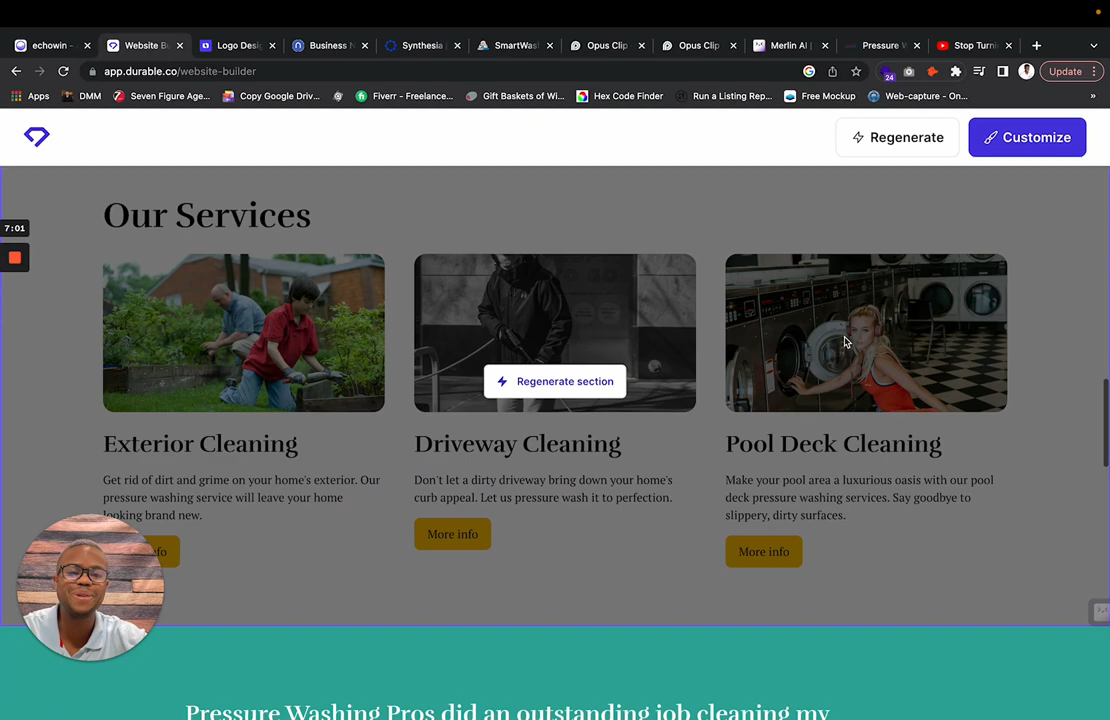 echowin -
Website Bu
Logo Desig
Business N
Synthesia
SmartWas
Opus Clip
Opus Clip
Merlin AI |
Pressure W
Stop Turni
app.durable.co/website-builder
24
Update
Apps
DMM
Seven Figure Age...
Copy Google Driv...
Fiverr - Freelance...
Gift Baskets of Wi...
Hex Code Finder
Run a Listing Rep...
Free Mockup
Web-capture - On...
»
Regenerate
Customize
7:01
Our Services
Regenerate section
Exterior Cleaning
Driveway Cleaning
Pool Deck Cleaning
Get rid of dirt and grime on your home's exterior. Our
pressure washing service will leave your home
looking brand new.
Don't let a dirty driveway bring down your home's
curb appeal. Let us pressure wash it to perfection.
Make your pool area a luxurious oasis with our pool
deck pressure washing services. Say goodbye to
slippery, dirty surfaces.
fo
More info
More info
Pressure Washing Pros did an outstanding job cleaning my